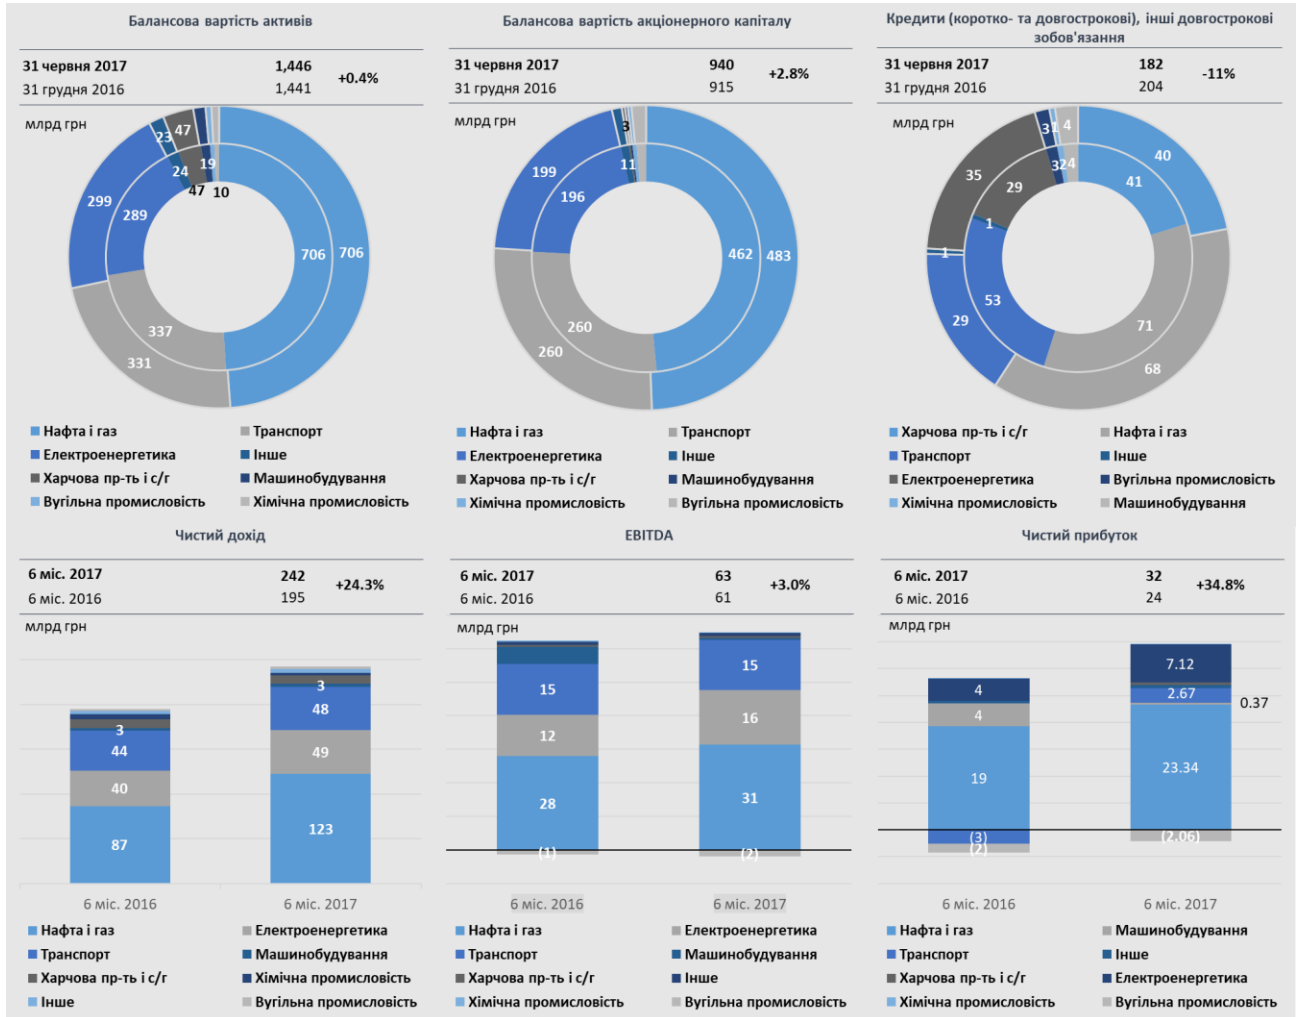 Балансова вартість активів
31 червня 2017 1,446 +0.4%
31 грудня 2016 1,441
млрд грн
47
23
19
24
47 10
299
289
706 706
337
331
Нафта і газ Транспорт
Електроенергетика Інше
Харчова пр-ть і с/г Машинобудування
Вугільна промисловість Хімічна промисловість
Балансова вартість акціонерного капіталу
31 червня 2017 940 +2.8%
31 грудня 2016 915
млрд грн
3
11
199
196
462 483
260
260
Нафта і газ Транспорт
Електроенергетика Інше
Харчова пр-ть і с/г Машинобудування
Хімічна промисловість Вугільна промисловість
Кредити (коротко- та довгострокові), інші довгострокові
зобов'язання
31 червня 2017 182 -11%
31 грудня 2016 204
млрд грн
31 4
40
324
35
29 41
1
1
53
29
71
68
Харчова пр-ть і с/г Нафта і газ
Транспорт Інше
Електроенергетика Вугільна промисловість
Хімічна промисловість Машинобудування
Чистий дохід
6 міс. 2017 242 +24.3%
6 міс. 2016 195
млрд грн
3 3
44 48
40 49
87 123
6 міс. 2016 6 міс. 2017
Нафта і газ Електроенергетика
Транспорт Машинобудування
Харчова пр-ть і с/г Хімічна промисловість
Інше Вугільна промисловість
EBITDA
6 міс. 2017 63 +3.0%
6 міс. 2016 61
млрд грн
15 15
12 16
28 31
(1) (2)
6 міс. 2016 6 міс. 2017
Нафта і газ Електроенергетика
Транспорт Машинобудування
Харчова пр-ть і с/г Інше
Хімічна промисловість Вугільна промисловість
Чистий прибуток
6 міс. 2017 32 +34.8%
6 міс. 2016 24
млрд грн
4 7.12
2.67
4 0.37
19 23.34
(3) (2.06)
(2)
6 міс. 2016 6 міс. 2017
Нафта і газ Машинобудування
Транспорт Інше
Харчова пр-ть і с/г Електроенергетика
Хімічна промисловість Вугільна промисловість